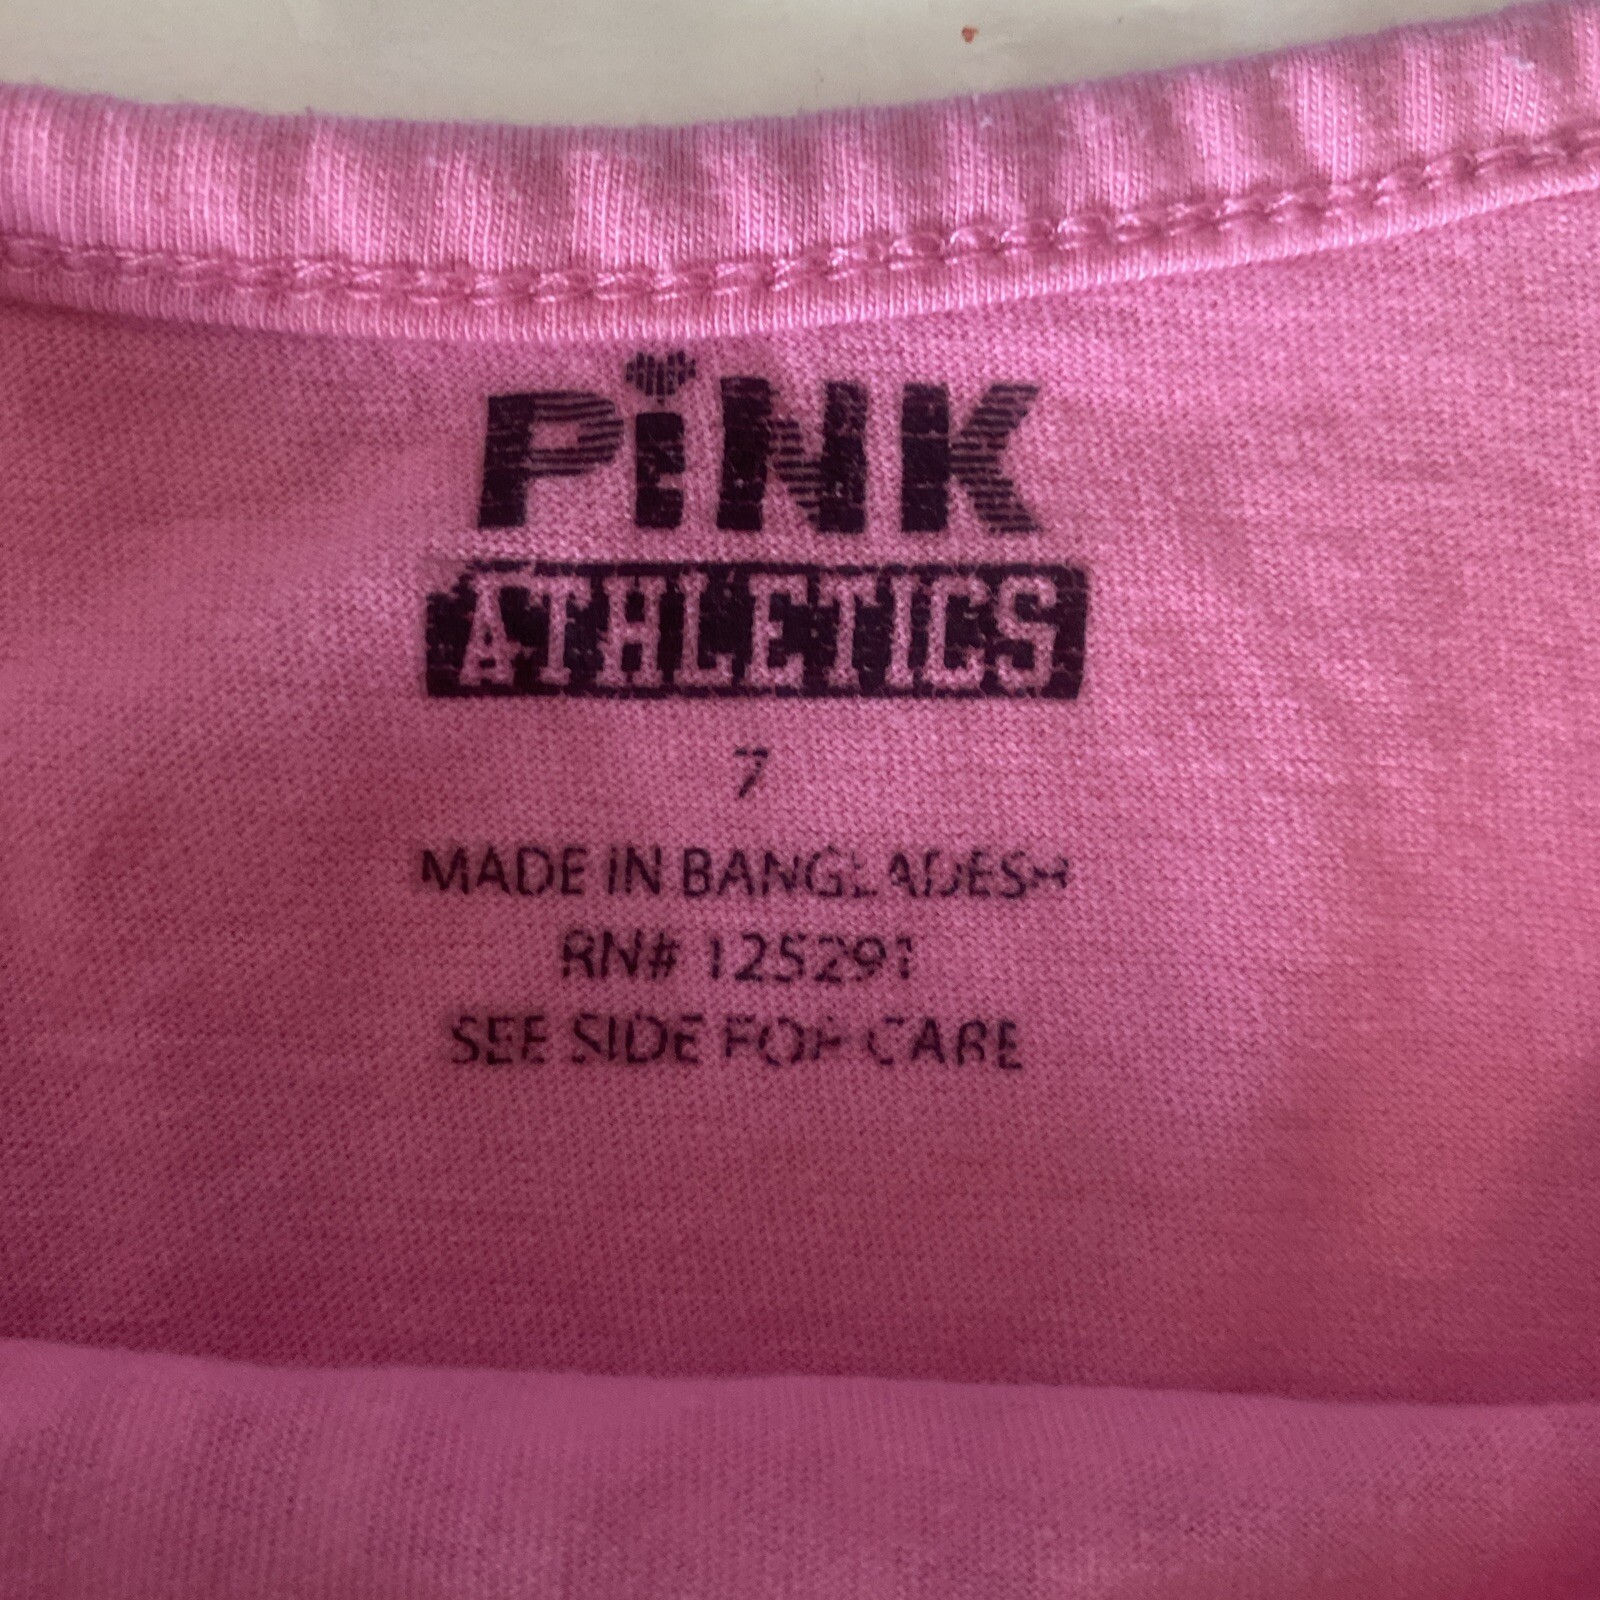 PiNK
ATHLETICS
7
MADE IN BANGLADESH
RN# 125291
SEE SIDE FOR CARE